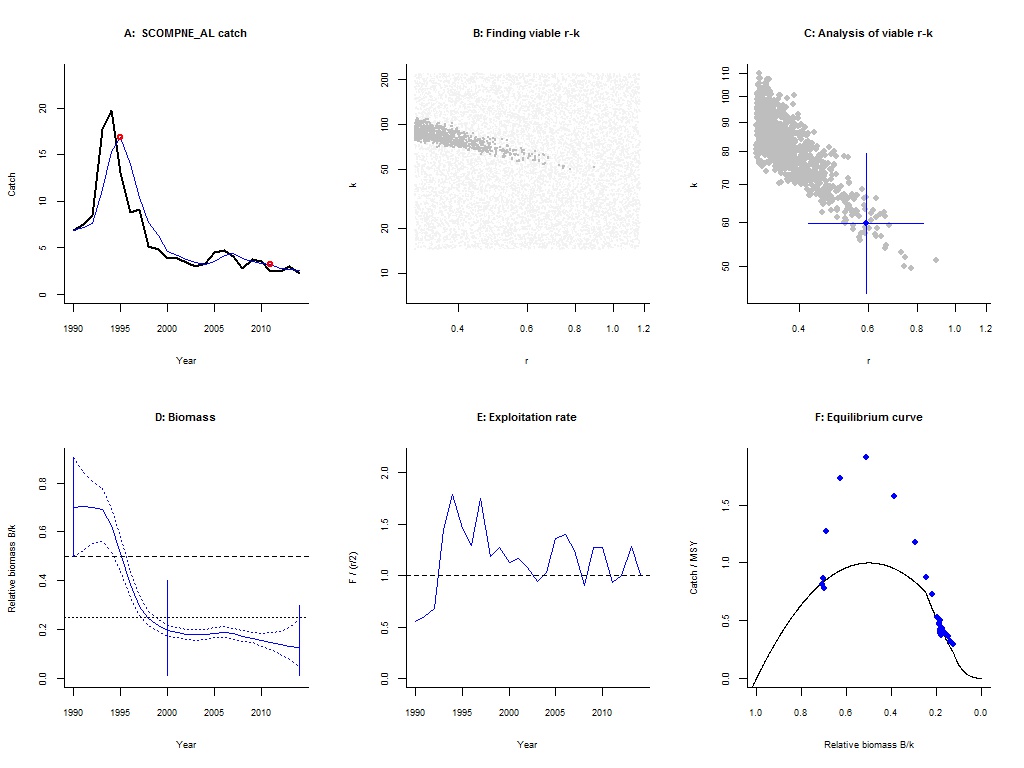 A:  SCOMPNE_AL catch
Catch
20
15
10
5
0
1990 1995 2000 2005 2010
Year
B: Finding viable r-k
k
200
100
50
20
10
0.4 0.6 0.8 1.0 1.2
r
C: Analysis of viable r-k
k
110
100
90
80
70
60
50
0.4 0.6 0.8 1.0 1.2
r
D: Biomass
Relative biomass B/k
0.8
0.6
0.4
0.2
0.0
1990 1995 2000 2005 2010
Year
E: Exploitation rate
F / (r/2)
2.0
1.5
1.0
0.5
0.0
1990 1995 2000 2005 2010
Year
F: Equilibrium curve
Catch / MSY
1.5
1.0
0.5
0.0
1.0 0.8 0.6 0.4 0.2 0.0
Relative biomass B/k